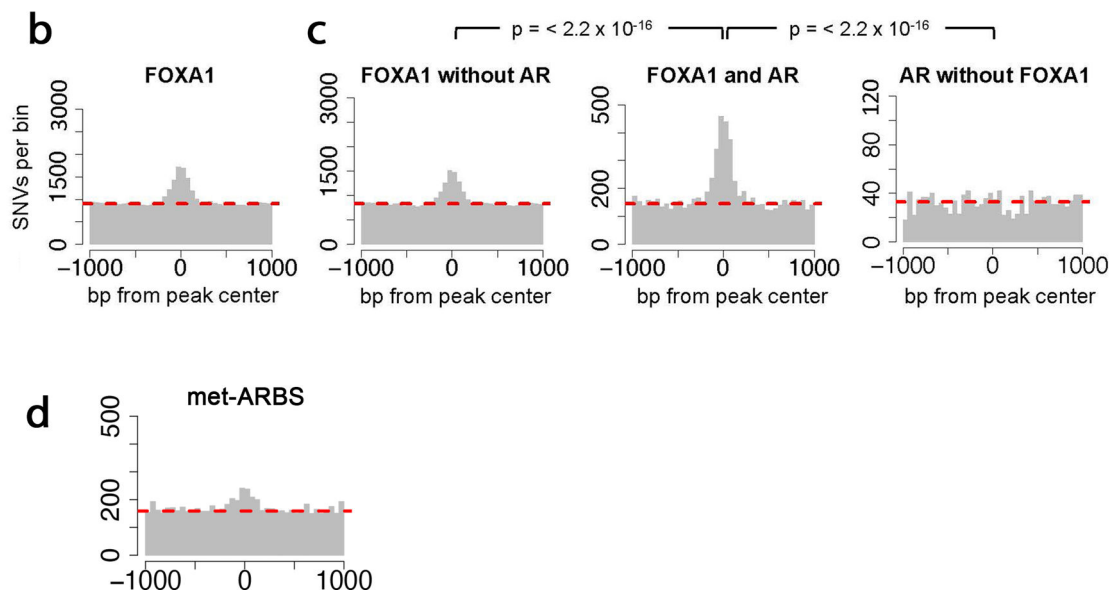 b
c
p = < 2.2 x 10-16
p = < 2.2 x 10-16
FOXA1
FOXA1 without AR
FOXA1 and AR
AR without FOXA1
SNVs per bin
0 1500 3000
0 1500 3000
0 200 500
0 40 80 120
−1000 0 1000
−1000 0 1000
−1000 0 1000
−1000 0 1000
bp from peak center
bp from peak center
bp from peak center
bp from peak center
d
met-ARBS
0 200 500
−1000 0 1000